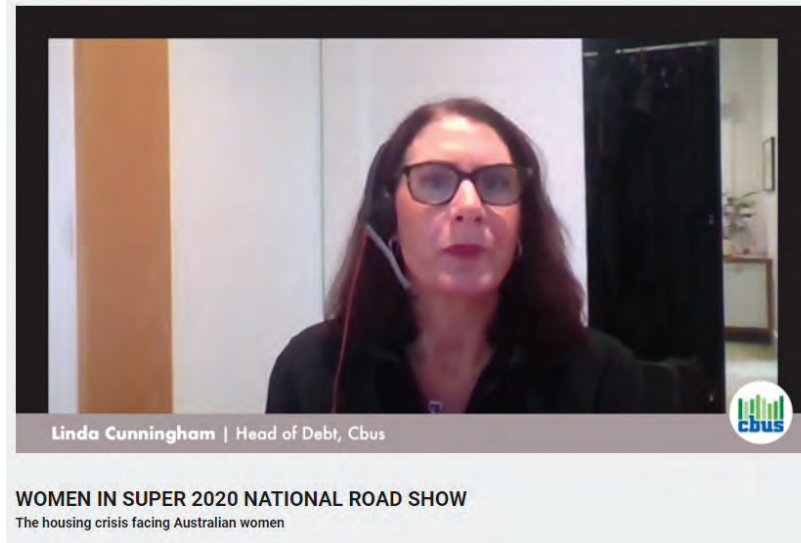 Linda Cunningham | Head of Debt, Cbus
cbus
WOMEN IN SUPER 2020 NATIONAL ROAD SHOW
The housing crisis facing Australian women